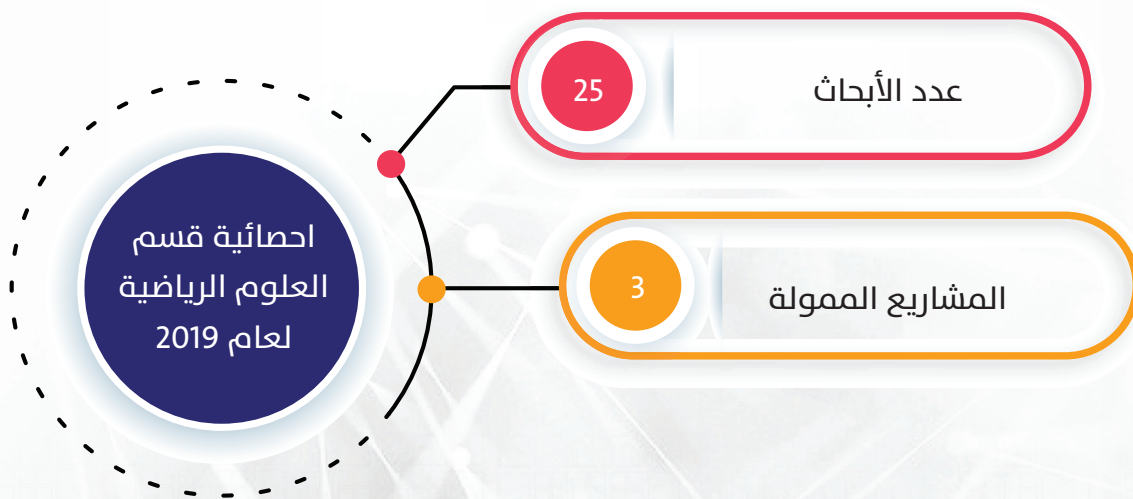 احصائية قسم
العلوم الرياضية
لعام 2019
عدد الأبحاث
25
المشاريع الممولة
3